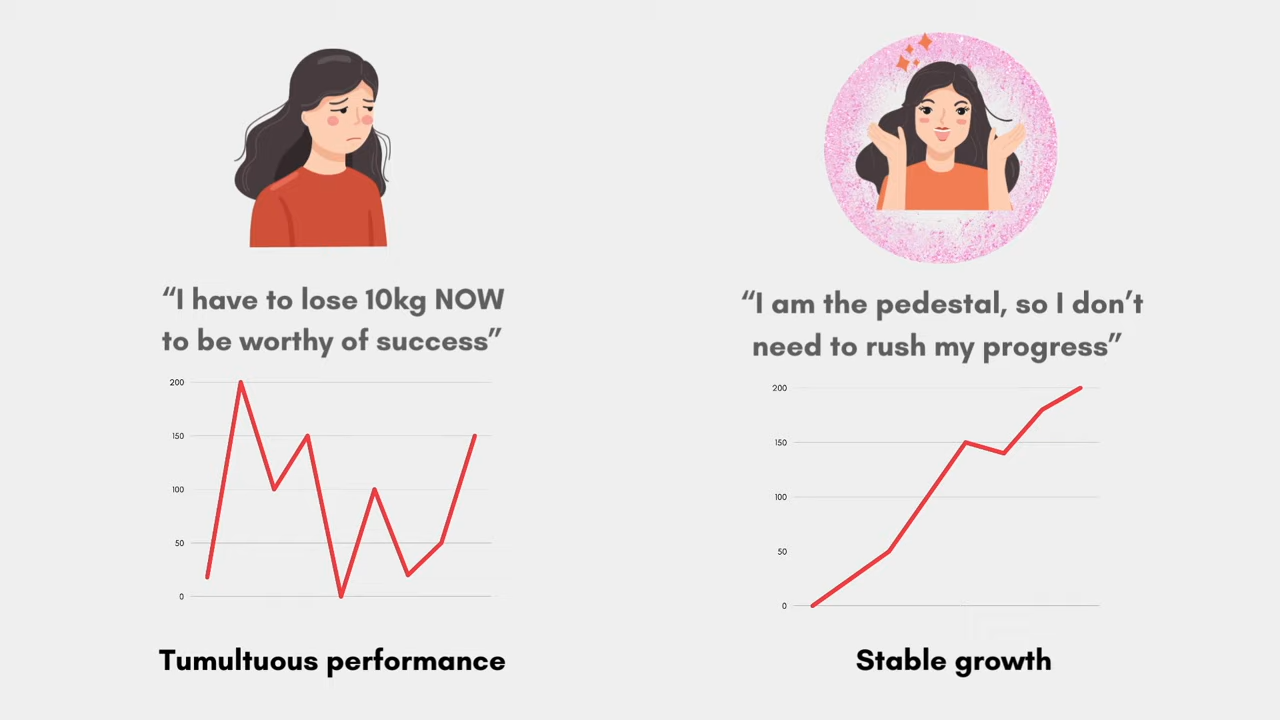 “I have to lose 10kg NOW
to be worthy of success”
200
150
100
50
0
Tumultuous performance
“I am the pedestal, so I don’t
need to rush my progress”
200
150
100
50
0
Stable growth